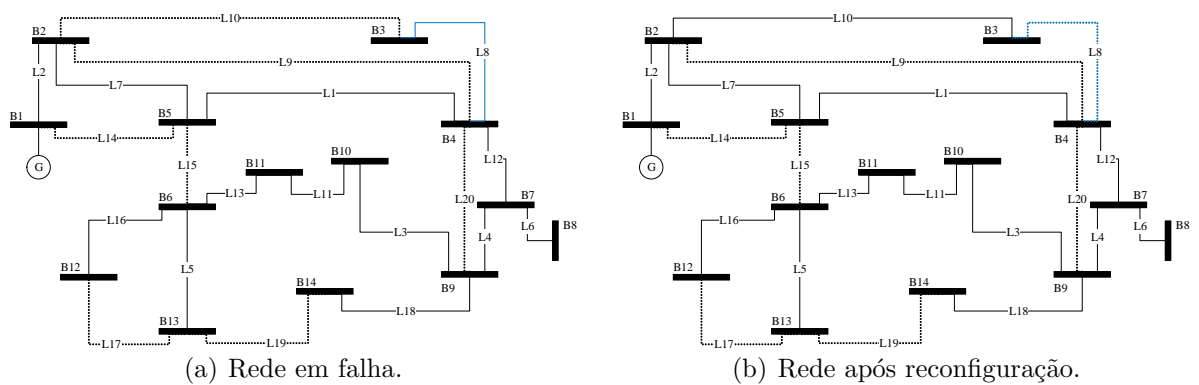 L10
B2
B3
L2
L9
L8
L7
L1
B1
B5
B4
L14
G
L15
B11
B10
L12
L13
L11
B6
L20
B7
L16
L6
B8
L3
L4
L5
B12
B14
B9
B13
L18
L17
L19
(a) Rede em falha.
L10
B2
B3
L2
L9
L8
L7
L1
B1
B5
B4
L14
G
L15
B11
B10
L12
L13
L11
B6
L20
B7
L16
L6
B8
L3
L4
L5
B12
B14
B9
B13
L18
L17
L19
(b) Rede após reconfiguração.